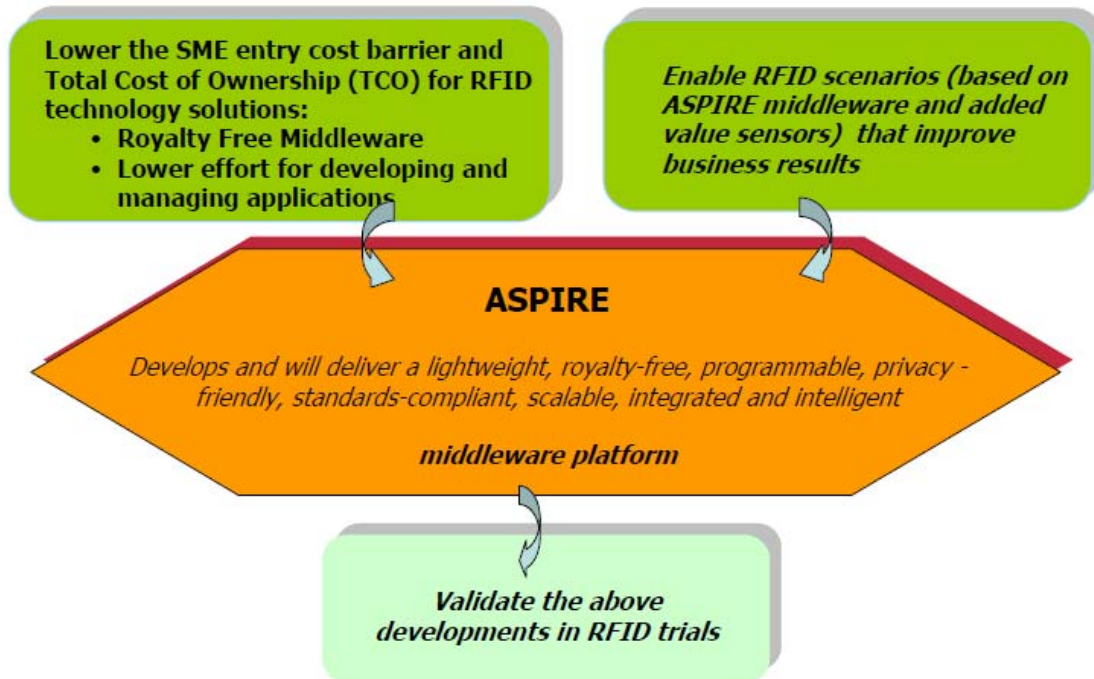 Lower the SME entry cost barrier and
Total Cost of Ownership (TCO) for RFID
technology solutions:
• Royalty Free Middleware
• Lower effort for developing and
managing applications
Enable RFID scenarios (based on
ASPIRE middleware and added
value sensors) that improve
business results
ASPIRE
Develops and will deliver a lightweight, royalty-free, programmable, privacy -
friendly, standards-compliant, scalable, integrated and intelligent
middleware platform
Validate the above
developments in RFID trials